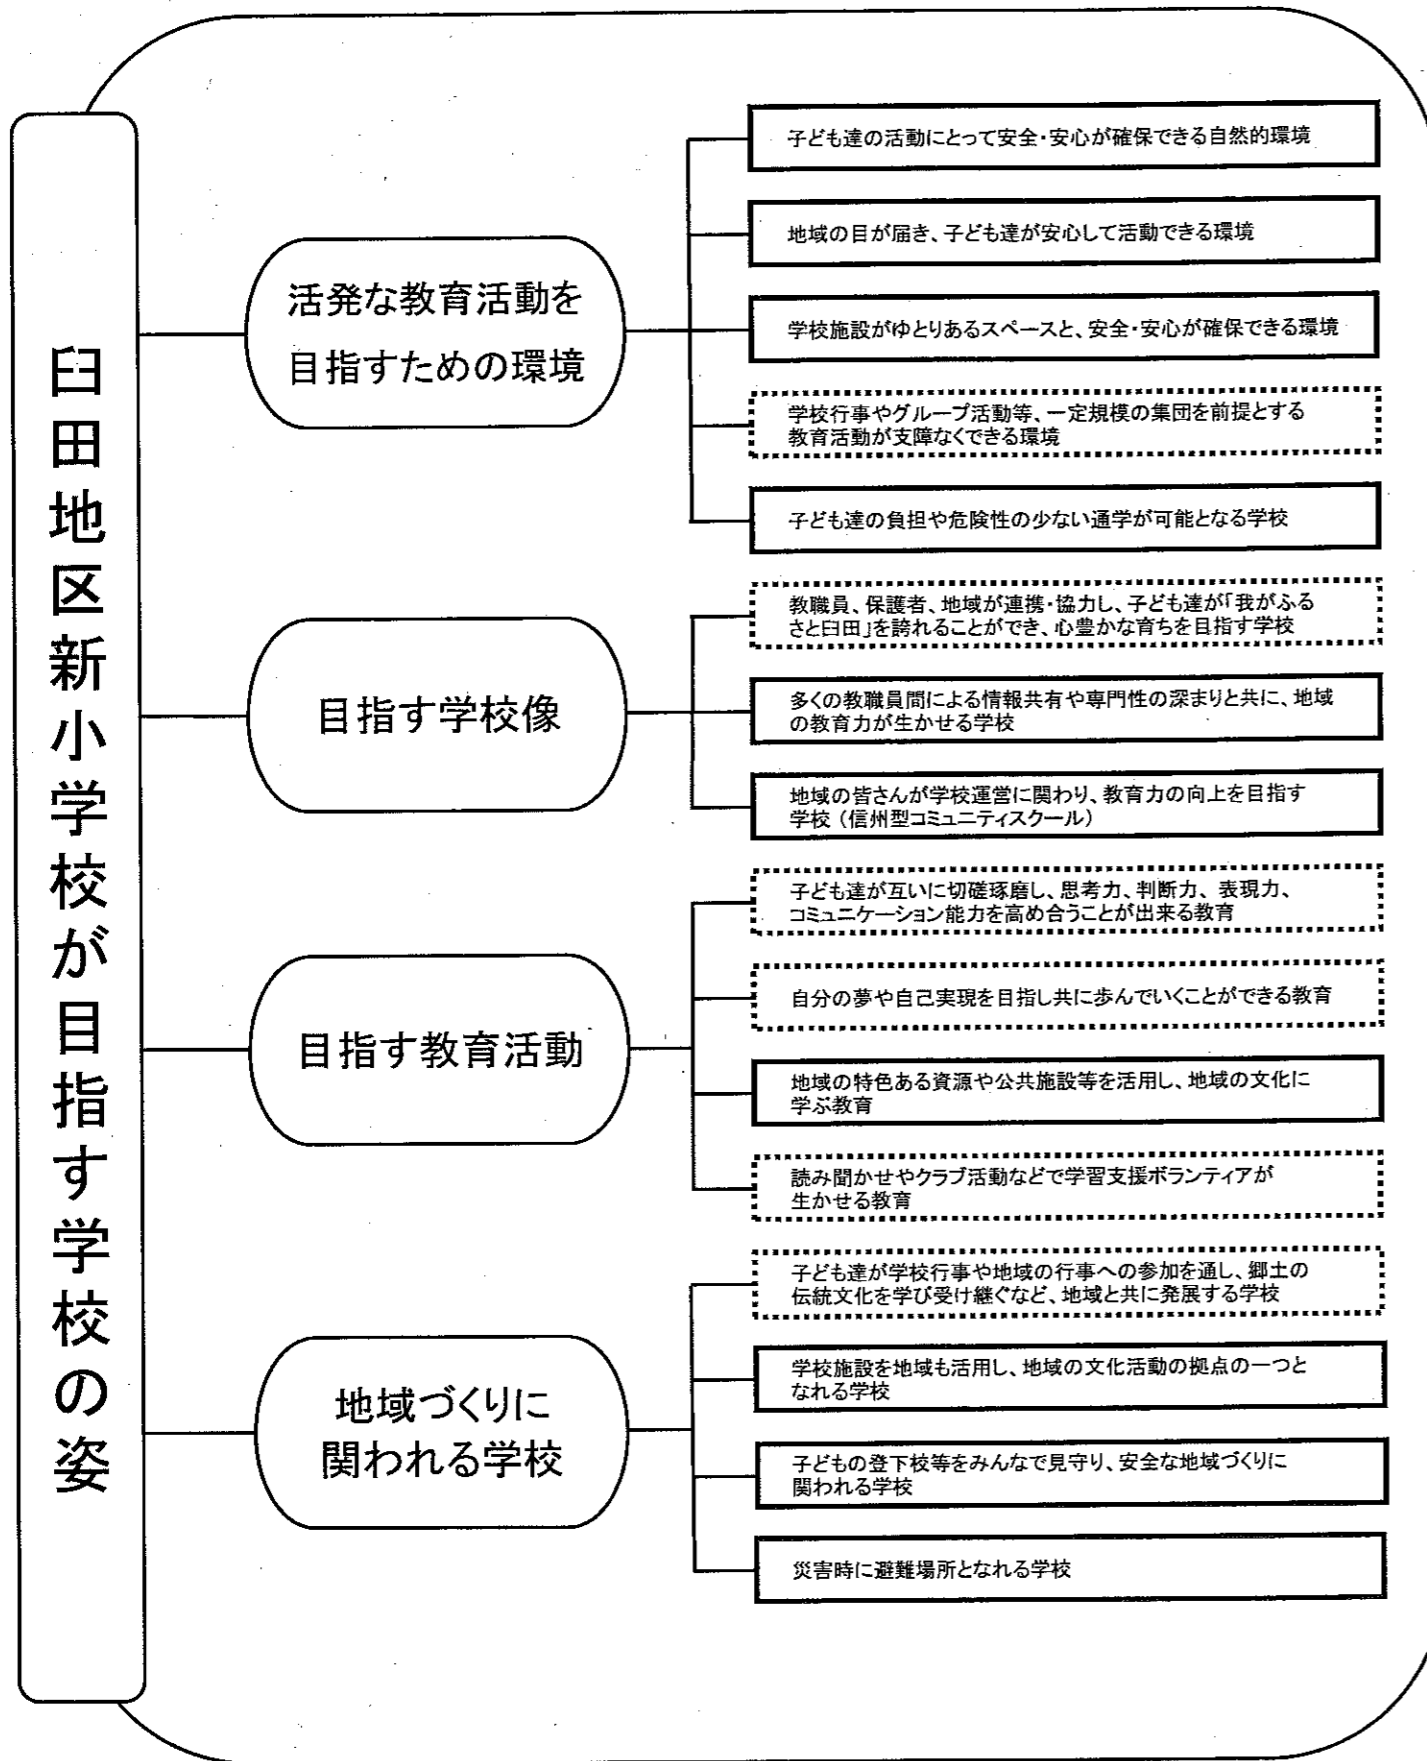 臼田地区新小学校が目指す学校の姿
活発な教育活動を
目指すための環境
子ども達の活動にとって安全・安心が確保できる自然的環境
地域の目が届き、子ども達が安心して活動できる環境
学校施設がゆとりあるスペースと、安全・安心が確保できる環境
学校行事やグループ活動等、一定規模の集団を前提とする
教育活動が支障なくできる環境
子ども達の負担や危険性の少ない通学が可能となる学校
目指す学校像
教職員、保護者、地域が連携・協力し、子ども達が「我がふる
さと臼田」を誇れることができ、心豊かな育ちを目指す学校
多くの教職員間による情報共有や専門性の深まりと共に、地域
の教育力が生かせる学校
地域の皆さんが学校運営に関わり、教育力の向上を目指す
学校（信州型コミュニティスクール）
目指す教育活動
子ども達が互いに切磋琢磨し、思考力、判断力、表現力、
コミュニケーション能力を高め合うことが出来る教育
自分の夢や自己実現を目指し共に歩んでいくことができる教育
地域の特色ある資源や公共施設等を活用し、地域の文化に
学ぶ教育
読み聞かせやクラブ活動などで学習支援ボランティアが
生かせる教育
地域づくりに
関われる学校
子ども達が学校行事や地域の行事への参加を通し、郷土の
伝統文化を学び受け継ぐなど、地域と共に発展する学校
学校施設を地域も活用し、地域の文化活動の拠点の一つと
なれる学校
子どもの登下校等をみんなで見守り、安全な地域づくりに
関われる学校
災害時に避難場所となれる学校